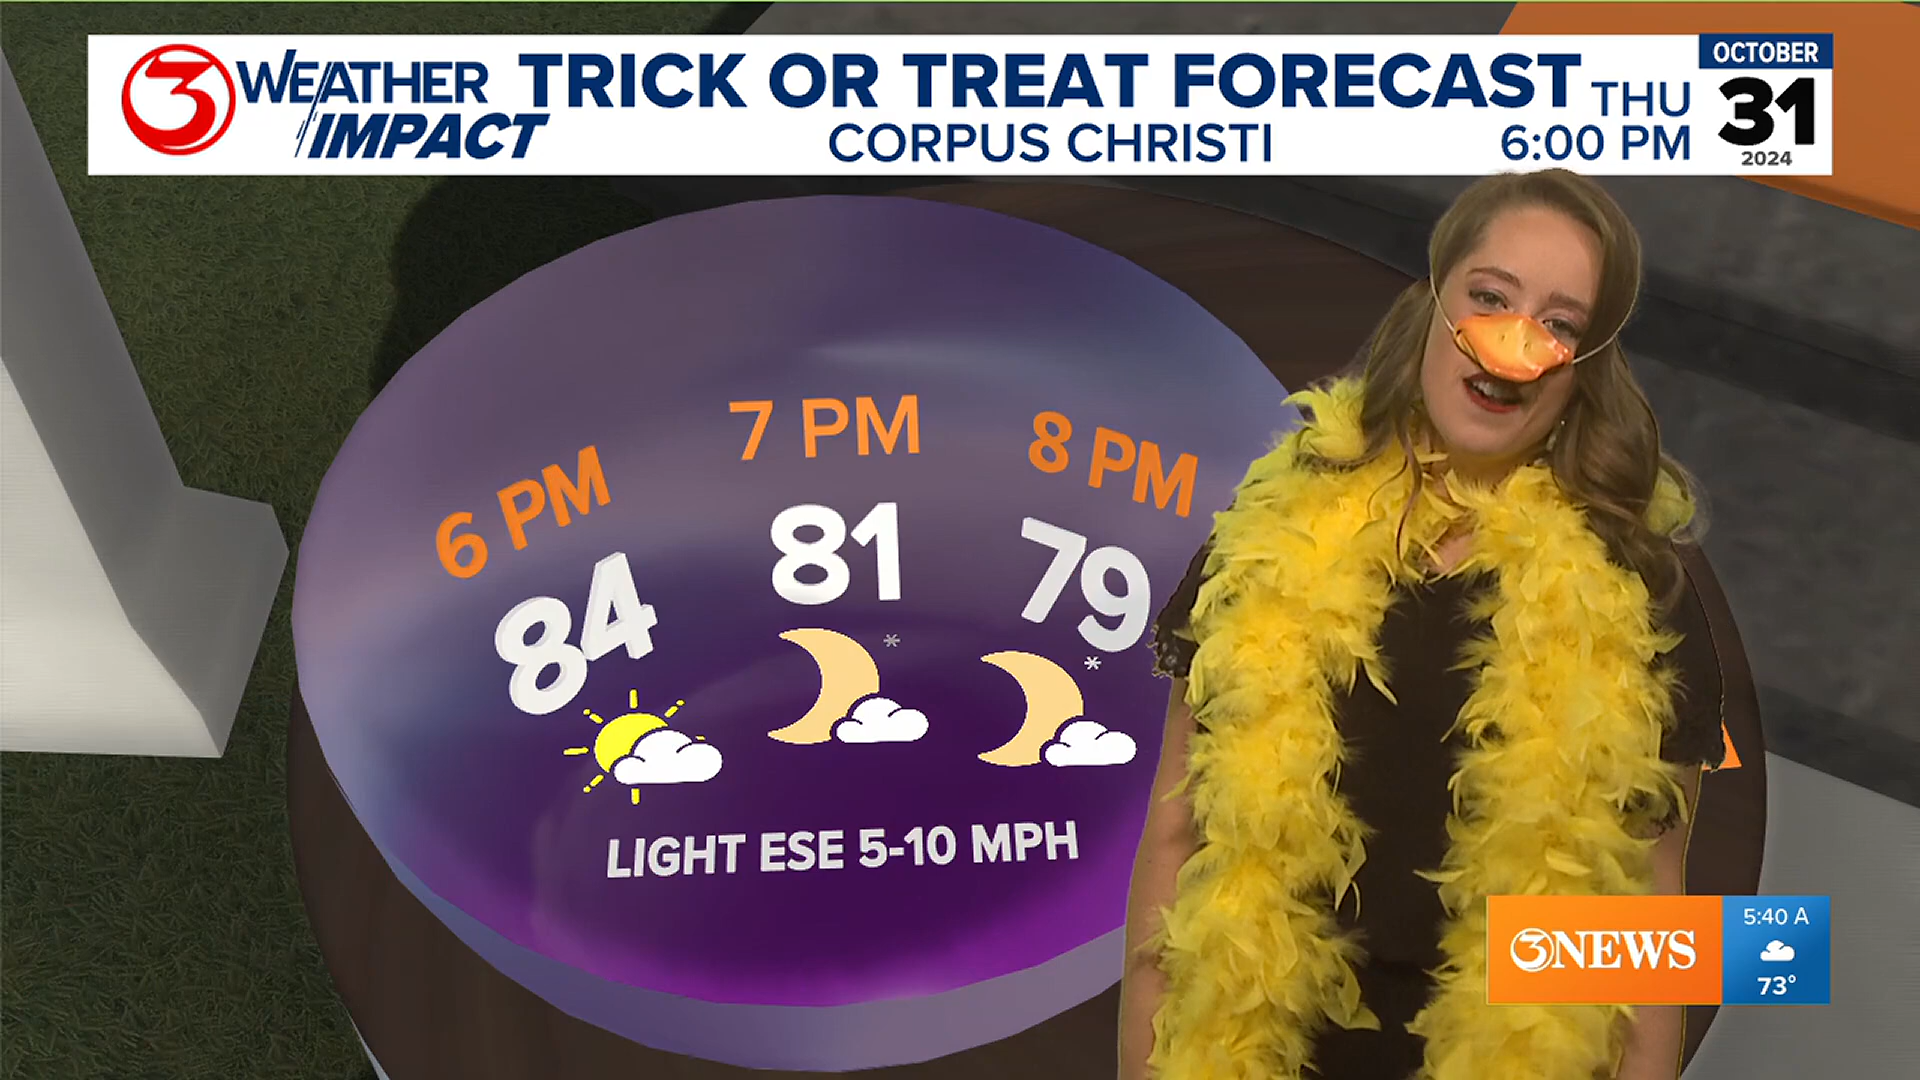 3 WEATHER IMPACT
TRICK OR TREAT FORECAST
CORPUS CHRISTI
THU
6:00 PM
OCTOBER
31
2024
6 PM
7 PM
8 PM
84
81
79
LIGHT ESE 5-10 MPH
3NEWS
5:40 A
73°